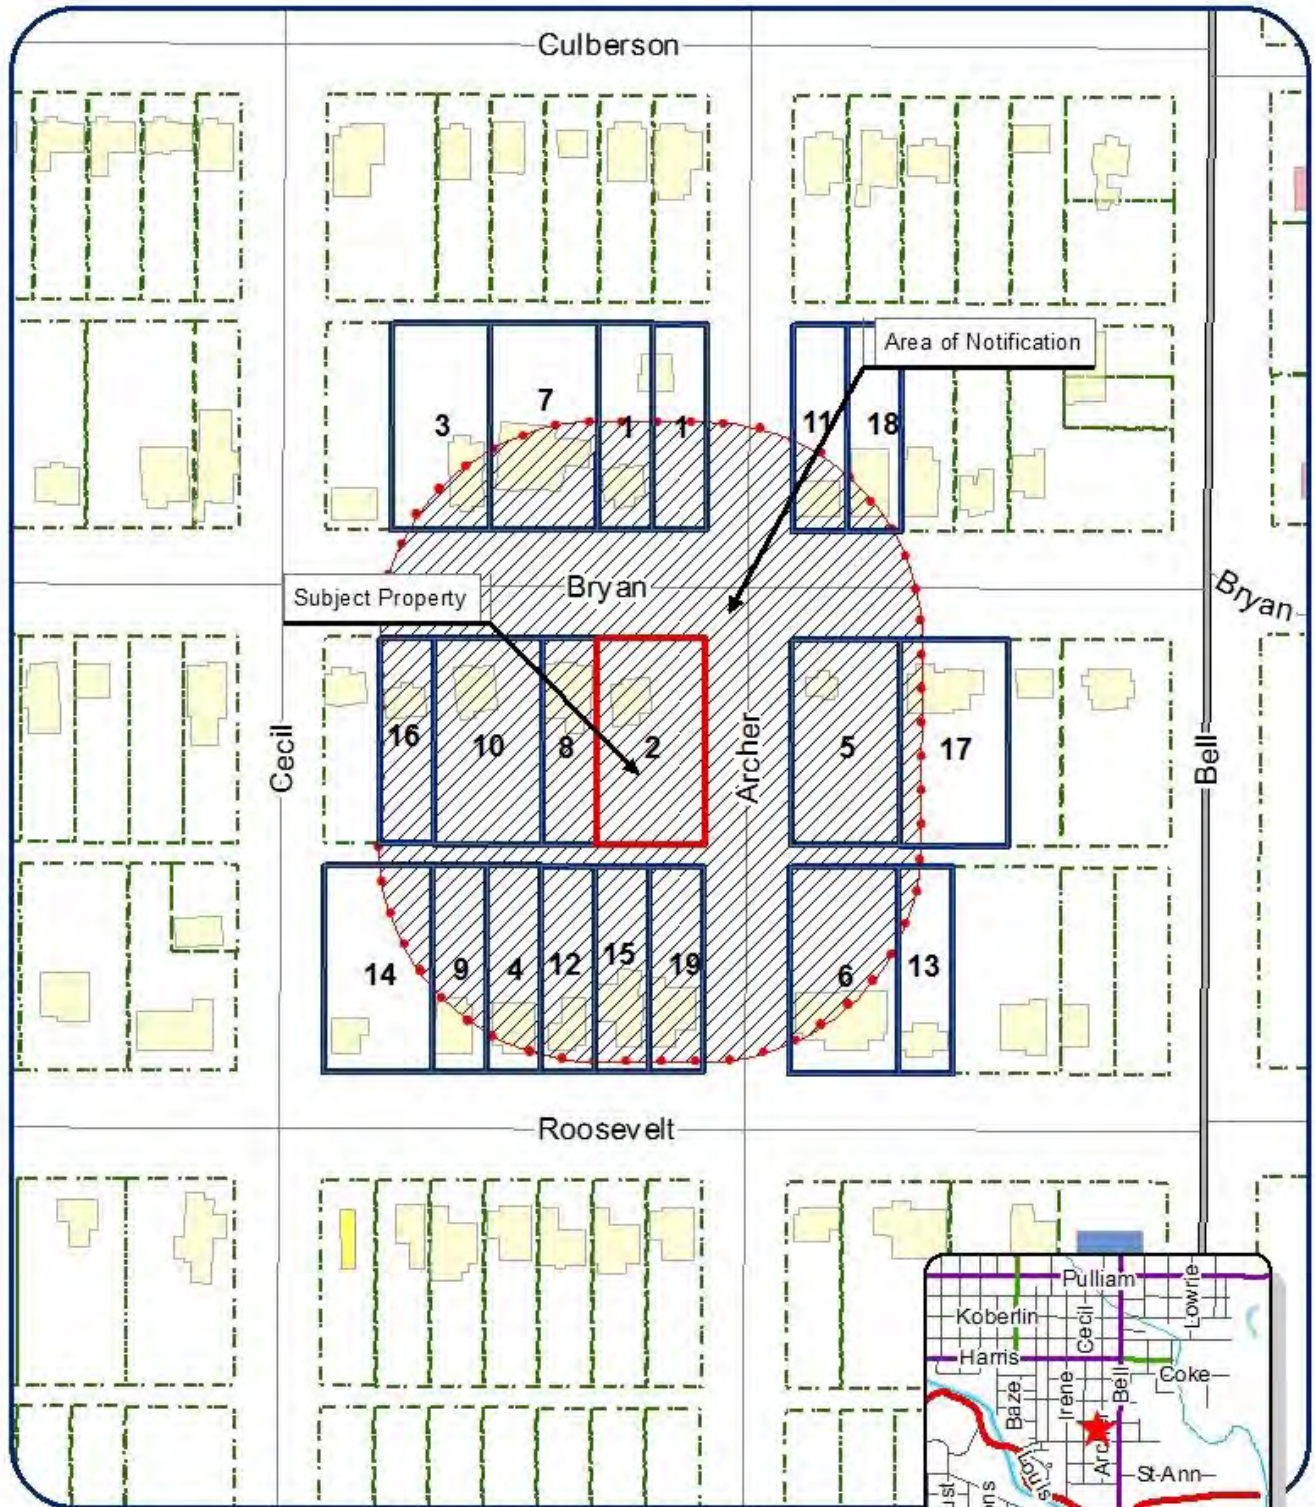 Culberson
Area of Notification
3
7
1
1
11
18
Bryan
Bryan
Subject Property
Cecil
16
10
8
2
Archer
5
17
Bell
14
9
4
12
15
19
6
13
Roosevelt
Pulliam
Lowrie
Koberlin
Cecil
Harris
Coke
Baze
Irene
Bell
St-Ann